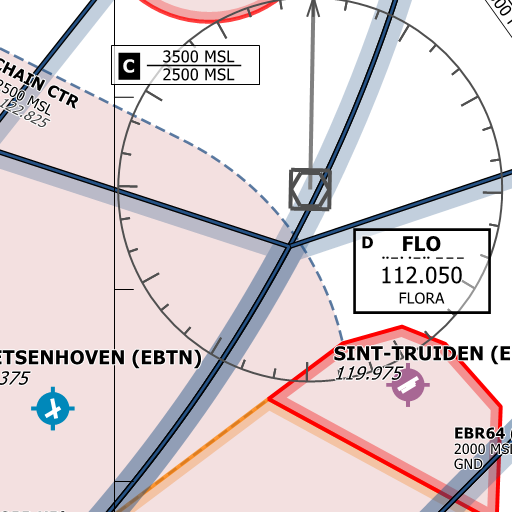 C
3500 MSL
2500 MSL
CHAIN CTR
2500 MSL
122.825
D
FLO
112.050
FLORA
ETSENHOVEN (EBTN)
375
SINT-TRUIDEN (E
119.975
EBR64
2000 MSL
GND